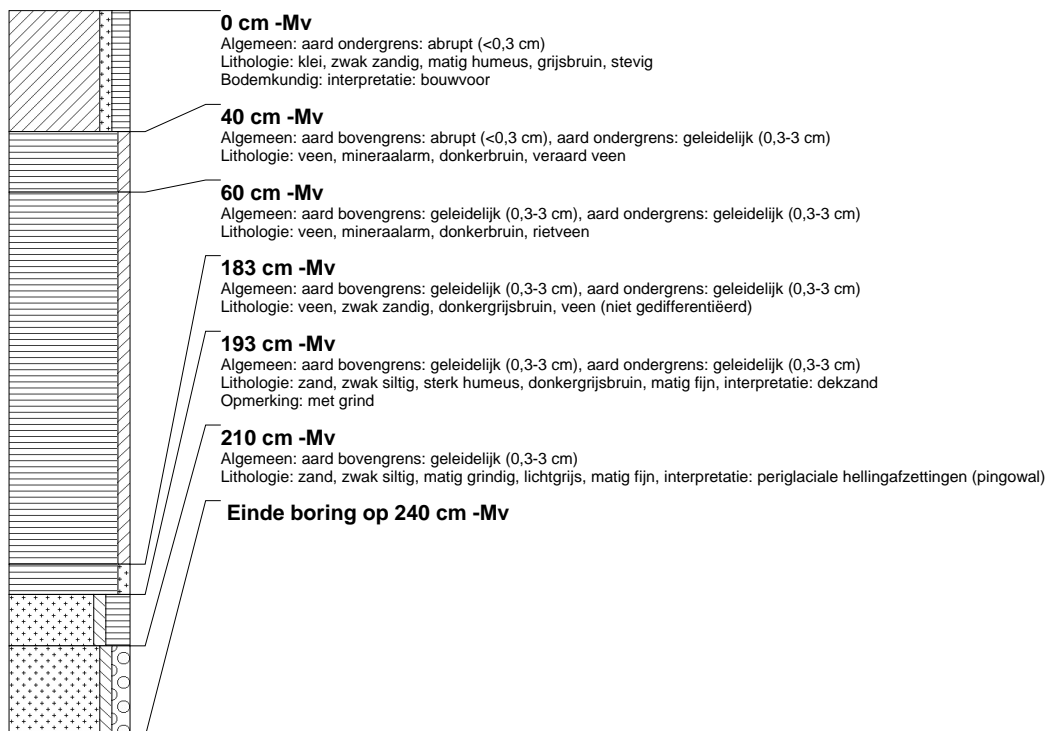 0 cm -Mv
Algemeen: aard ondergrens: abrupt (<0,3 cm)
Lithologie: klei, zwak zandig, matig humeus, grijsbruin, stevig
Bodemkundig: interpretatie: bouwvoor
40 cm -Mv
Algemeen: aard bovengrens: abrupt (<0,3 cm), aard ondergrens: geleidelijk (0,3-3 cm)
Lithologie: veen, mineraalarm, donkerbruin, veraard veen
60 cm -Mv
Algemeen: aard bovengrens: geleidelijk (0,3-3 cm), aard ondergrens: geleidelijk (0,3-3 cm)
Lithologie: veen, mineraalarm, donkerbruin, rietveen
183 cm -Mv
Algemeen: aard bovengrens: geleidelijk (0,3-3 cm), aard ondergrens: geleidelijk (0,3-3 cm)
Lithologie: veen, zwak zandig, donkergrijsbruin, veen (niet gedifferentiëerd)
193 cm -Mv
Algemeen: aard bovengrens: geleidelijk (0,3-3 cm), aard ondergrens: geleidelijk (0,3-3 cm)
Lithologie: zand, zwak siltig, sterk humeus, donkergrijsbruin, matig fijn, interpretatie: dekzand
Opmerking: met grind
210 cm -Mv
Algemeen: aard bovengrens: geleidelijk (0,3-3 cm)
Lithologie: zand, zwak siltig, matig grindig, lichtgrijs, matig fijn, interpretatie: periglaciale hellingafzettingen (pingowal)
Einde boring op 240 cm -Mv